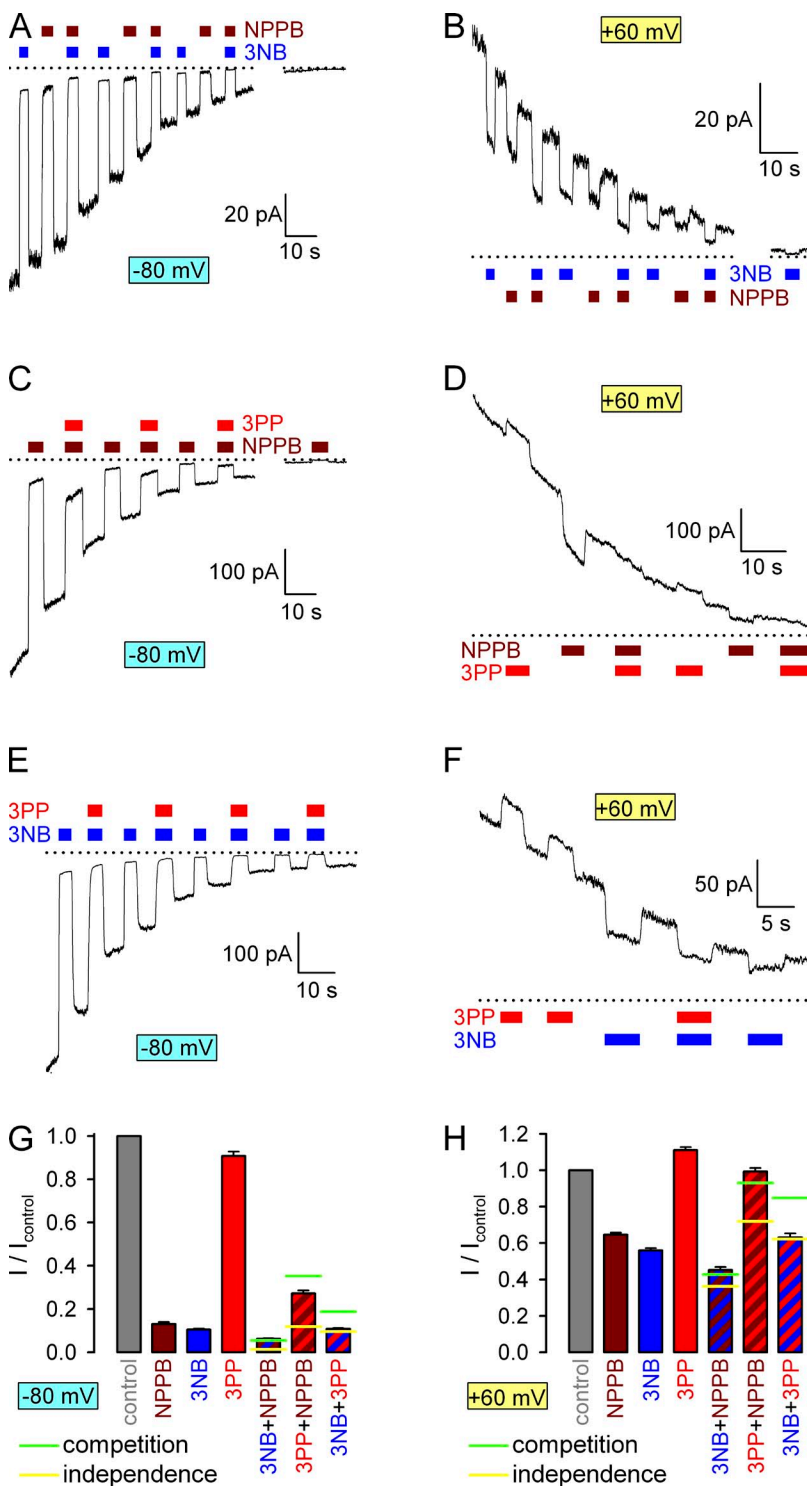 A
NPPB
3NB
20 pA
10 s
-80 mV
B
+60 mV
20 pA
10 s
3NB
NPPB
C
3PP
NPPB
100 pA
10 s
-80 mV
D
+60 mV
100 pA
10 s
NPPB
3PP
E
3PP
3NB
100 pA
10 s
-80 mV
F
+60 mV
50 pA
5 s
3PP
3NB
G
I / Icontrol
1.0
0.8
0.6
0.4
0.2
0.0
control
NPPB
3NB
3PP
3NB+NPPB
3PP+NPPB
3NB+3PP
-80 mV
competition
independence
H
I / Icontrol
1.2
1.0
0.8
0.6
0.4
0.2
0.0
control
NPPB
3NB
3PP
3NB+NPPB
3PP+NPPB
3NB+3PP
+60 mV
competition
independence